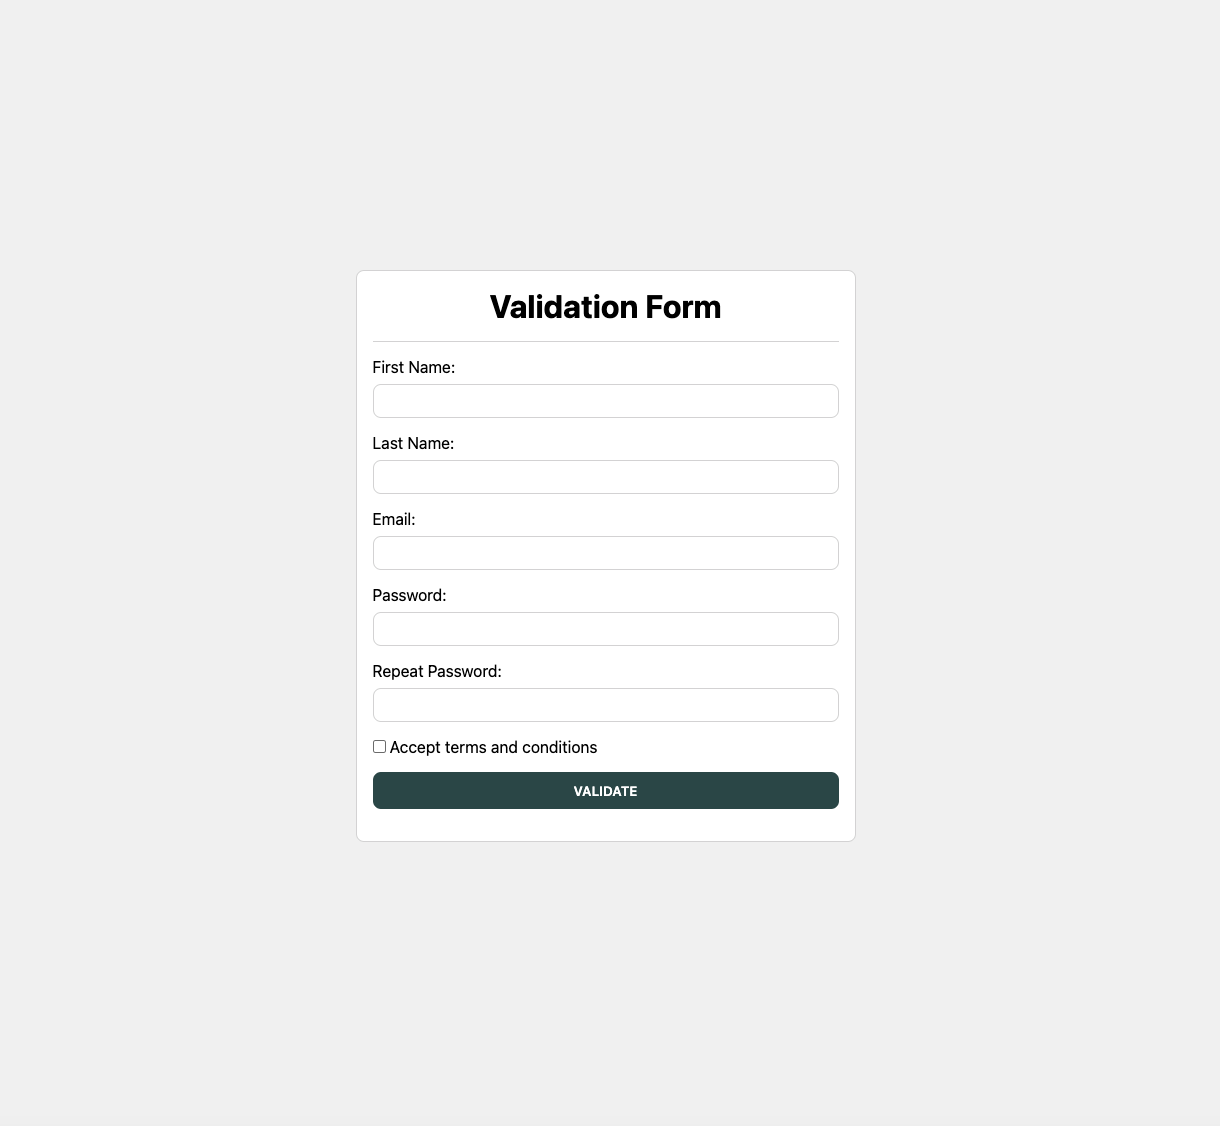 Validation Form
First Name:
Last Name:
Email:
Password:
Repeat Password:
Accept terms and conditions
VALIDATE